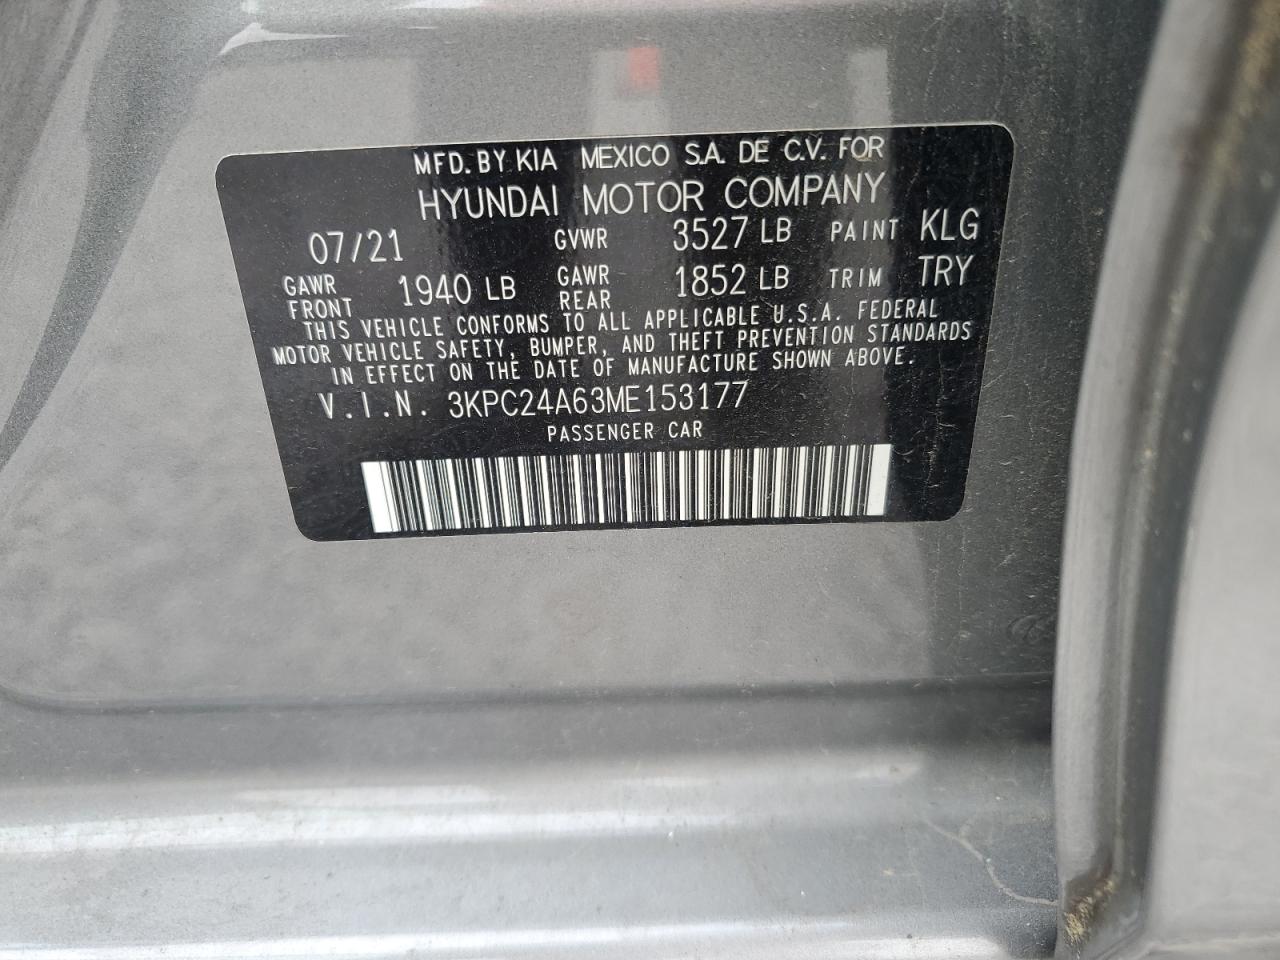 MFD. BY KIA MEXICO S.A. DE C.V. FOR
HYUNDAI MOTOR COMPANY
07/21 GVWR 3527 LB PAINT KLG
GAWR FRONT 1940 LB GAWR REAR 1852 LB TRIM TRY
THIS VEHICLE CONFORMS TO ALL APPLICABLE U.S.A. FEDERAL
MOTOR VEHICLE SAFETY, BUMPER, AND THEFT PREVENTION STANDARDS
IN EFFECT ON THE DATE OF MANUFACTURE SHOWN ABOVE.
V.I.N. 3KPC24A63ME153177
PASSENGER CAR